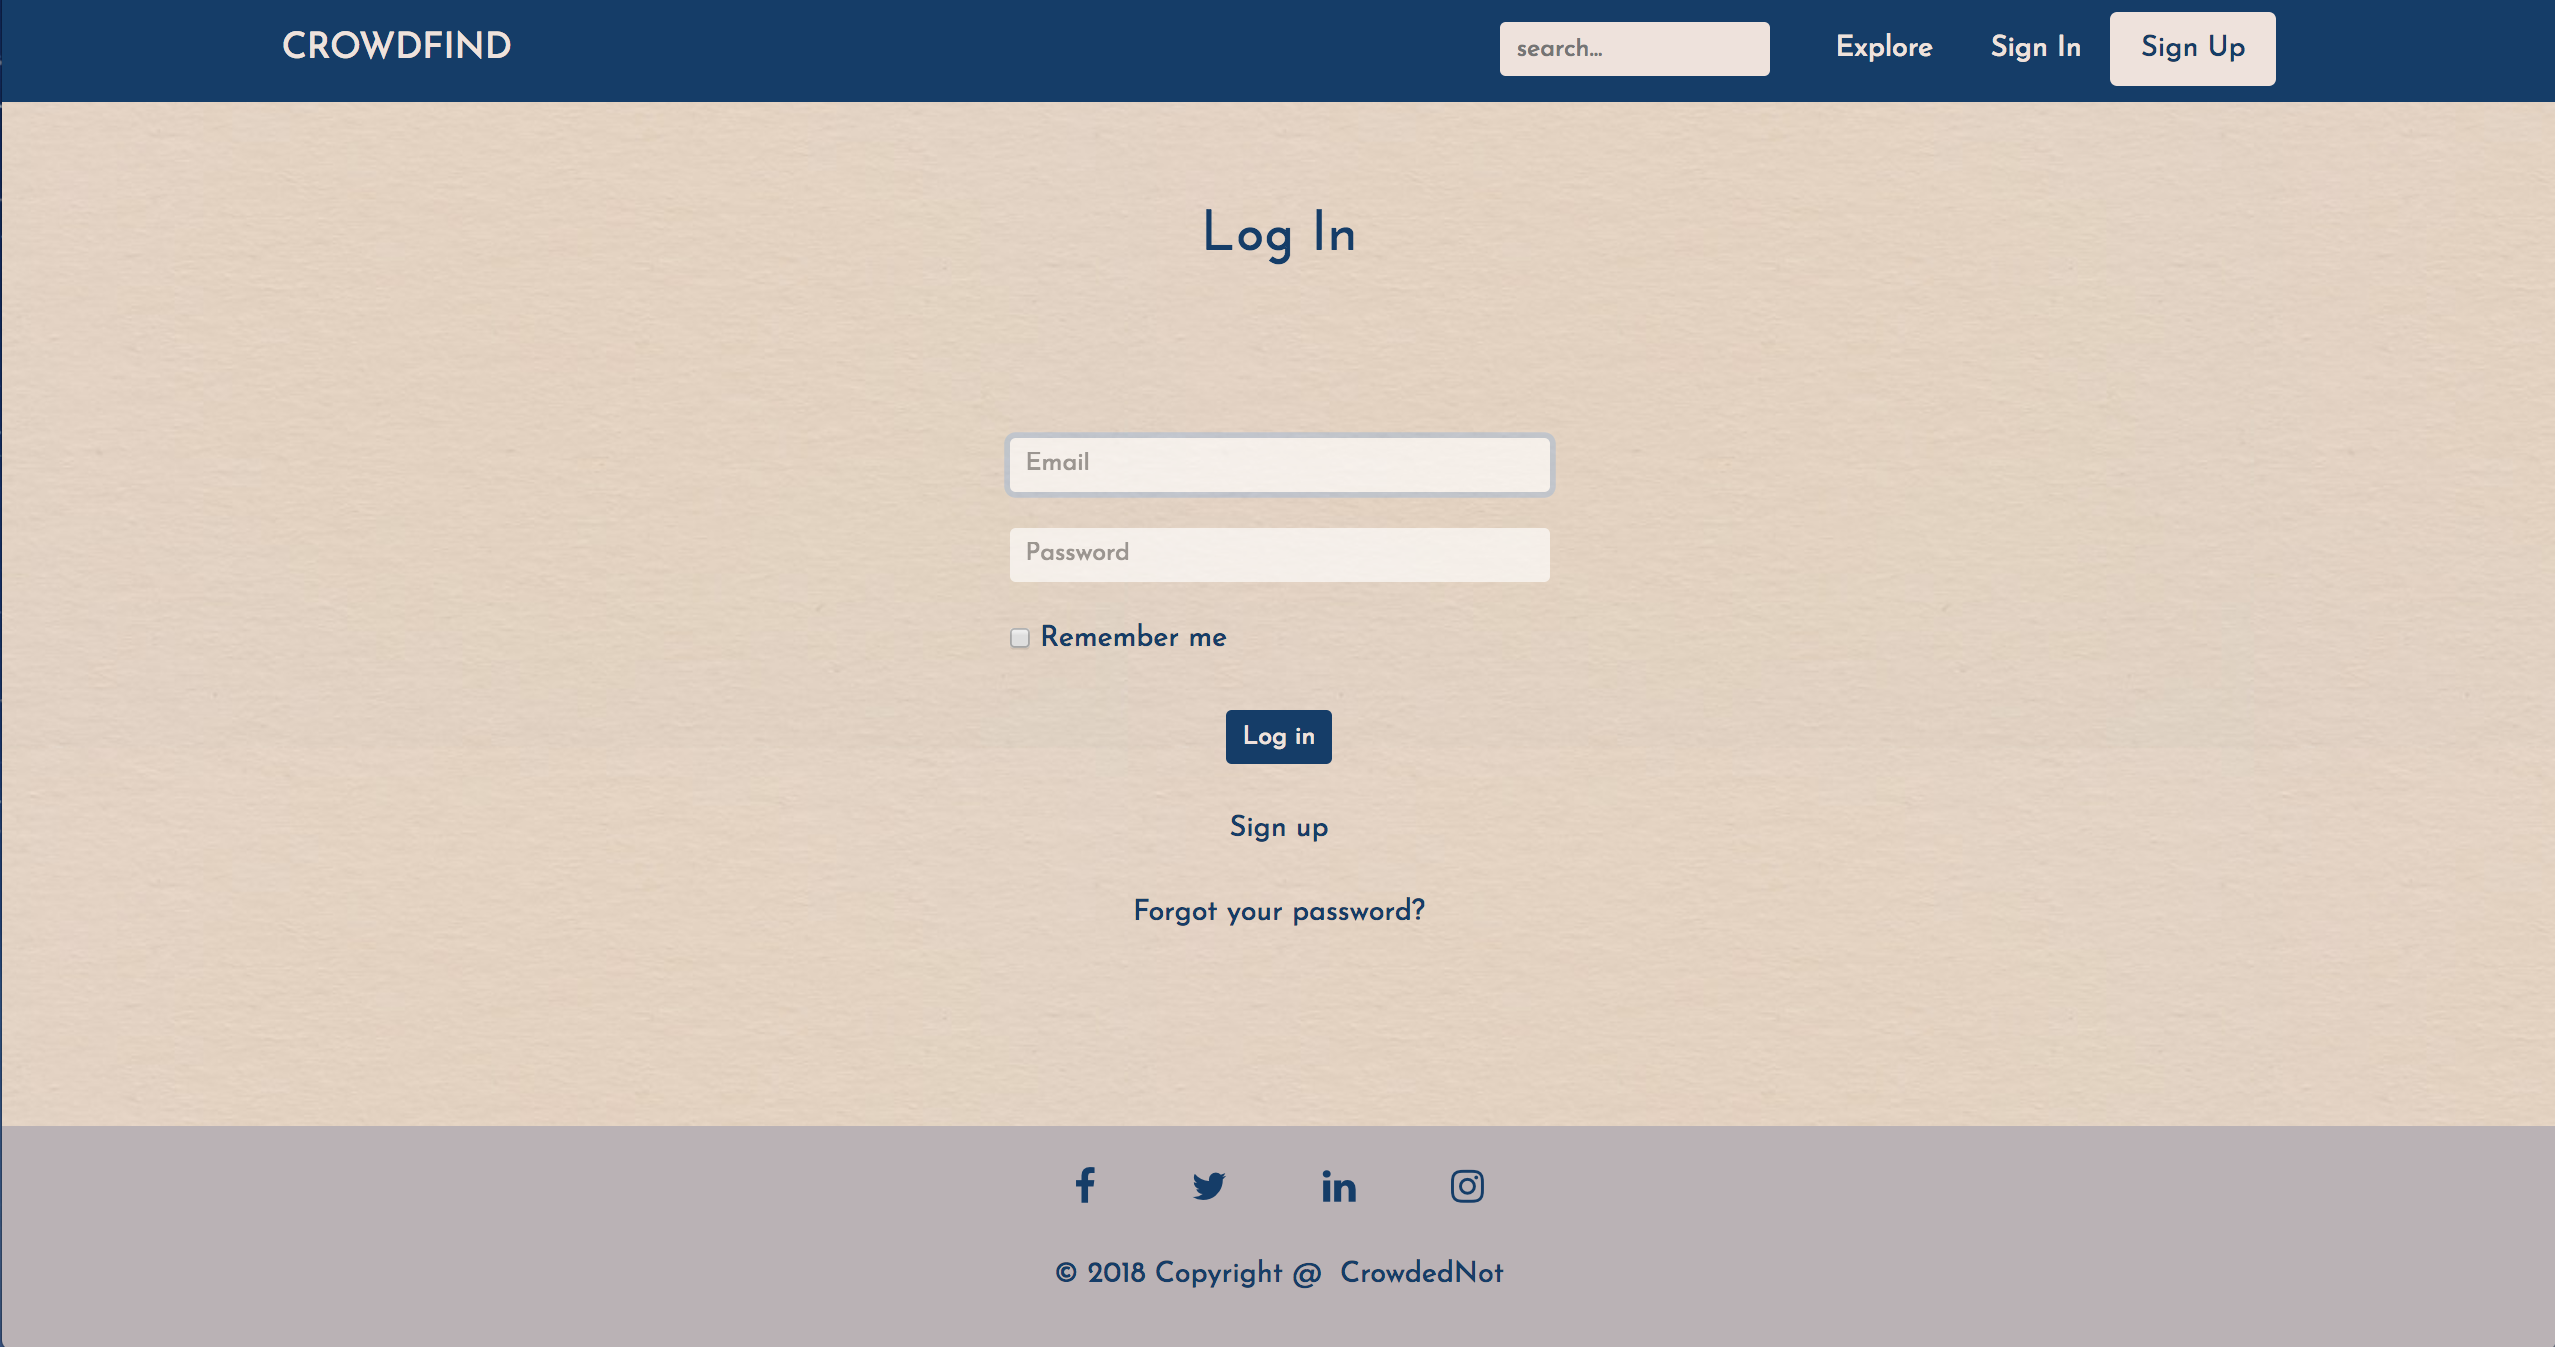 CROWDFIND search... Explore Sign In Sign Up
Log In
Email
Password
Remember me
Log in
Sign up
Forgot your password?
© 2018 Copyright @ CrowdedNot